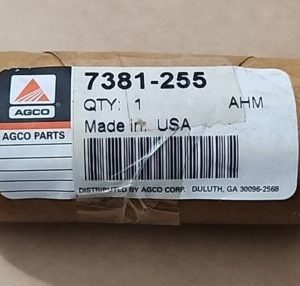 AGCO
AGCO PARTS
7381-255
QTY: 1 AHM
Made in: USA
DISTRIBUTED BY AGCO CORP. DULUTH, GA 30096-2568